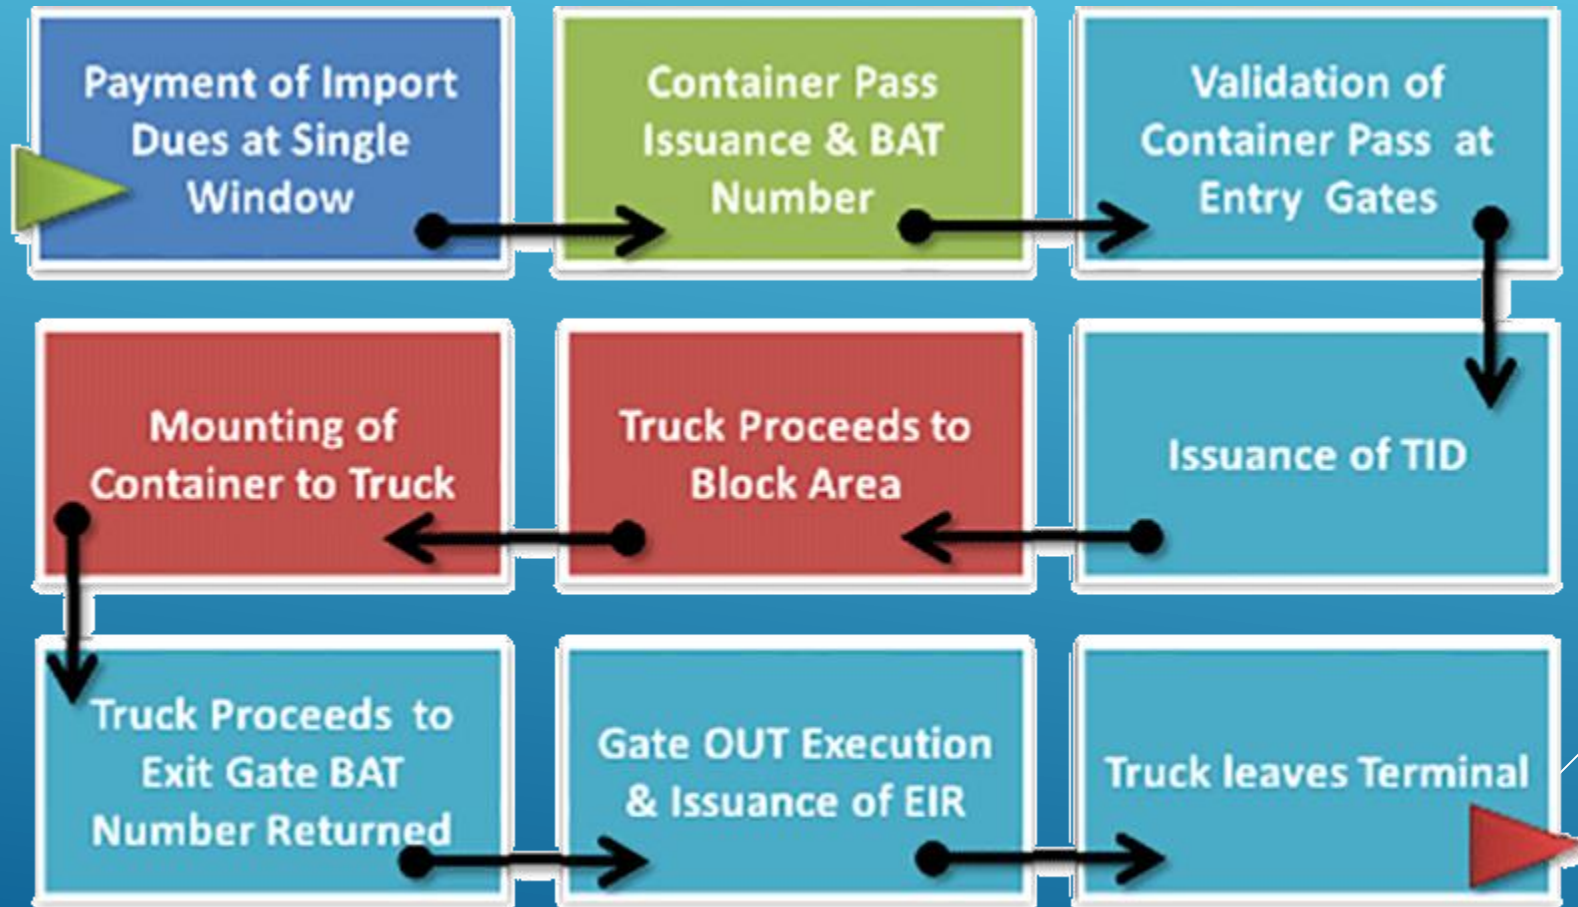 Payment of Import
Dues at Single
Window
Container Pass
Issuance & BAT
Number
Validation of
Container Pass at
Entry Gates
Mounting of
Container to Truck
Truck Proceeds to
Block Area
Issuance of TID
Truck Proceeds to
Exit Gate BAT
Number Returned
Gate OUT Execution
& Issuance of EIR
Truck leaves Terminal